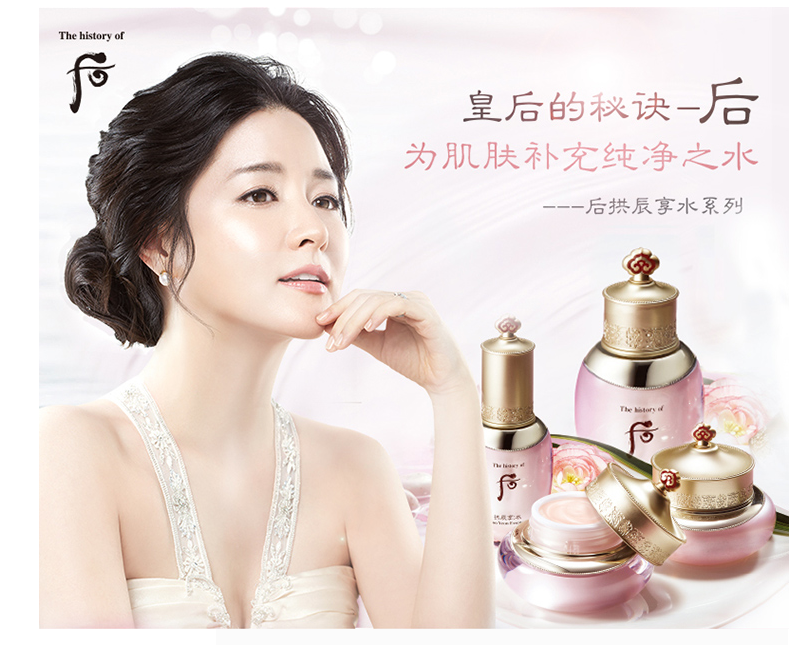 The history of
后
皇后的秘诀–后
为肌肤补充纯净之水
---后拱辰享水系列
The history of
后
The history of
后
拱辰享:水